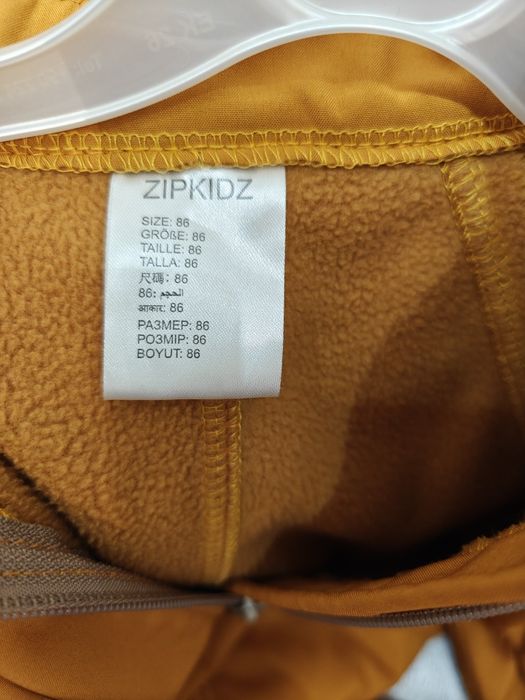 ZIPKIDZ
SIZE: 86
GRÖßE: 86
TAILLE: 86
TALLA: 86
尺碼: 86
الحجم: 86
आकार: 86
РАЗМЕР: 86
РОЗМІР: 86
BOYUT: 86